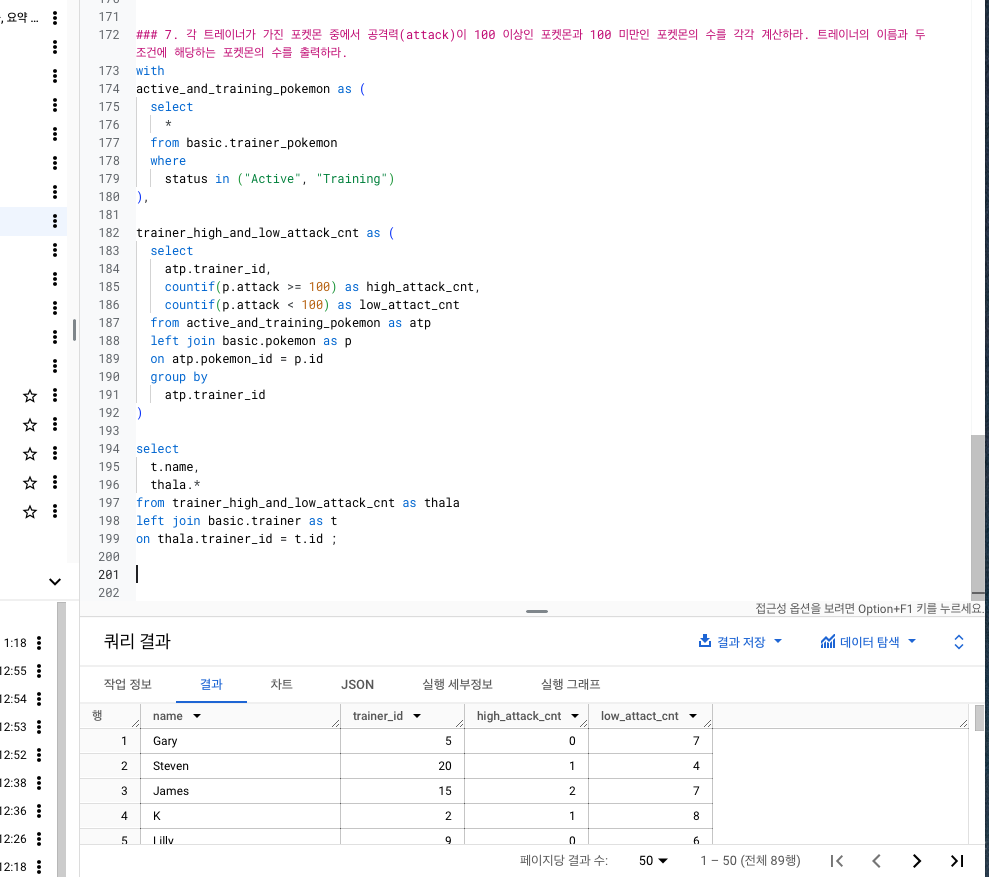 , 요약 ...
171
172 ### 7. 각 트레이너가 가진 포켓몬 중에서 공격력(attack)이 100 이상인 포켓몬과 100 미만인 포켓몬의 수를 각각 계산하라. 트레이너의 이름과 두
조건에 해당하는 포켓몬의 수를 출력하라.
173 with
174 active_and_training_pokemon as (
175 select
176 *
177 from basic.trainer_pokemon
178 where
179 status in ("Active", "Training")
180 ),
181
182 trainer_high_and_low_attack_cnt as (
183 select
184 atp.trainer_id,
185 countif(p.attack >= 100) as high_attack_cnt,
186 countif(p.attack < 100) as low_attact_cnt
187 from active_and_training_pokemon as atp
188 left join basic.pokemon as p
189 on atp.pokemon_id = p.id
190 group by
191 atp.trainer_id
192 )
193
194 select
195 t.name,
196 thala.*
197 from trainer_high_and_low_attack_cnt as thala
198 left join basic.trainer as t
199 on thala.trainer_id = t.id ;
200
201
202
접근성 옵션을 보려면 Option+F1 키를 누르세요.
1:18
12:55
12:54
12:53
12:52
12:38
12:36
12:26
12:18
쿼리 결과 결과 저장 데이터 탐색
작업 정보 결과 차트 JSON 실행 세부정보 실행 그래프
행 name trainer_id high_attack_cnt low_attact_cnt
1 Gary 5 0 7
2 Steven 20 1 4
3 James 15 2 7
4 K 2 1 8
5 Lilly 9 0 6
페이지당 결과 수: 50 1 – 50 (전체 89행)